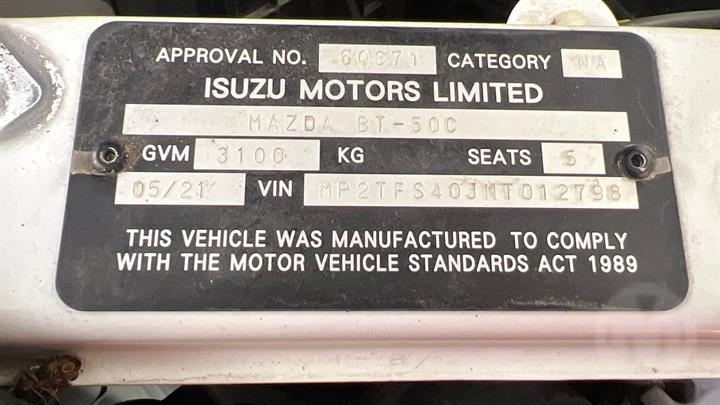 APPROVAL NO. 60871 CATEGORY NA
ISUZU MOTORS LIMITED
MAZDA BT-50C
GVM 3100 KG SEATS 5
05/21 VIN MP2TFS40JNT012798
THIS VEHICLE WAS MANUFACTURED TO COMPLY
WITH THE MOTOR VEHICLE STANDARDS ACT 1989